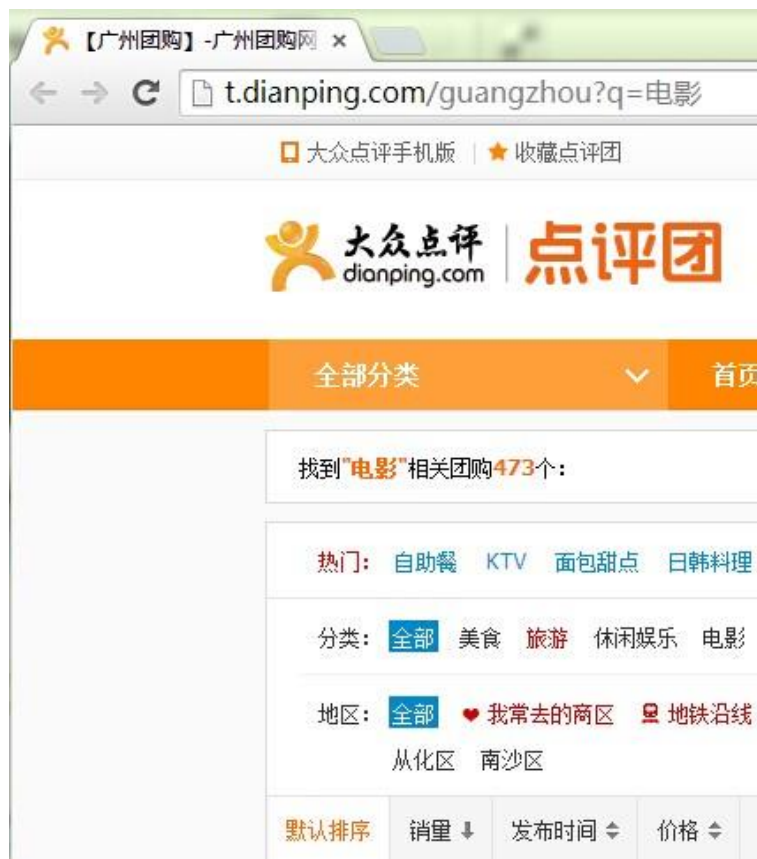 【广州团购】-广州团购网
t.dianping.com/guangzhou?q=电影
大众点评手机版 | 收藏点评团
大众点评 点评团
dianping.com
全部分类 首页
找到"电影"相关团购473个：
热门： 自助餐 KTV 面包甜点 日韩料理
分类： 全部 美食 旅游 休闲娱乐 电影
地区： 全部 我常去的商区 地铁沿线
从化区 南沙区
默认排序 销量 发布时间 价格